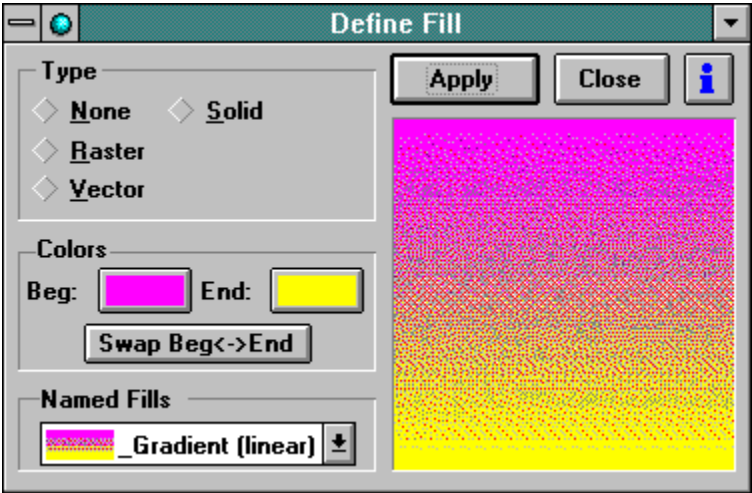 Define Fill
Type
None Solid
Raster
Vector
Apply Close i
Colors
Beg: End:
Swap Beg<->End
Named Fills
_Gradient (linear)